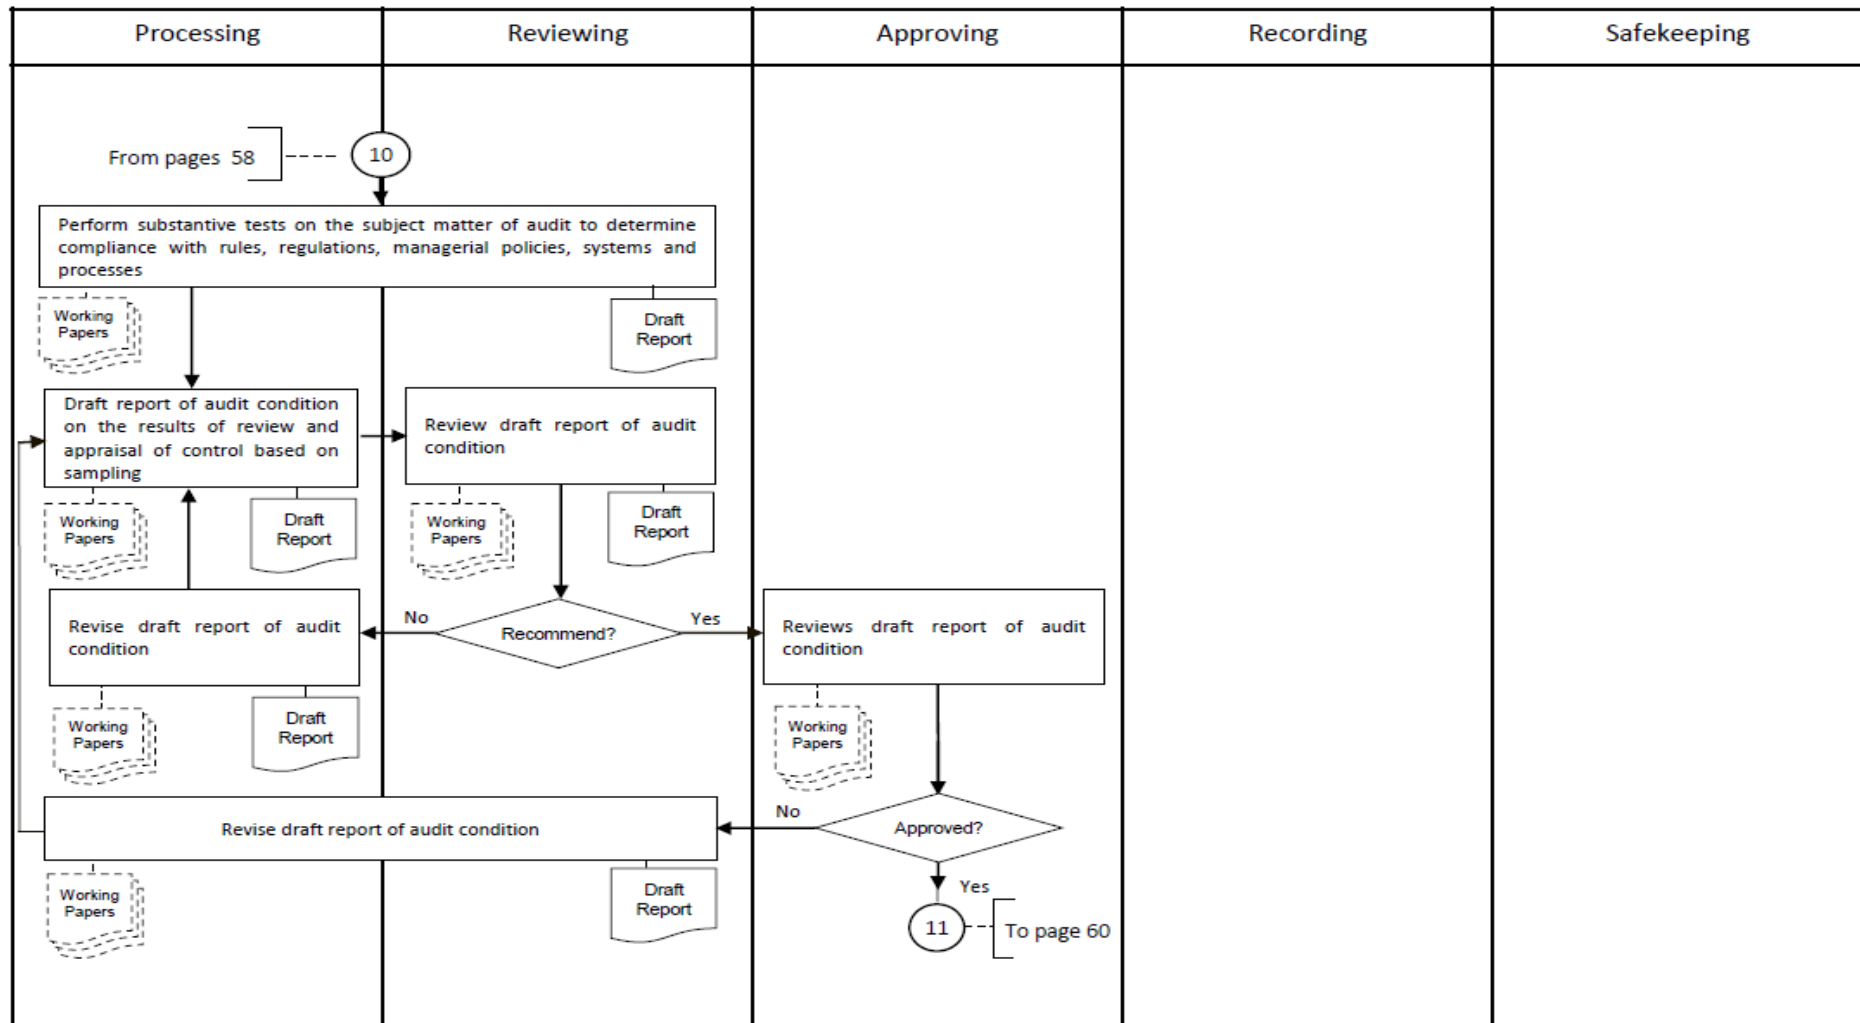 Processing
Reviewing
Approving
Recording
Safekeeping
From pages 58
10
Perform substantive tests on the subject matter of audit to determine
compliance with rules, regulations, managerial policies, systems and
processes
Working
Papers
Draft
Report
Draft report of audit condition
on the results of review and
appraisal of control based on
sampling
Review draft report of audit
condition
Working
Papers
Draft
Report
Working
Papers
Draft
Report
Revise draft report of audit
condition
No
Recommend?
Yes
Reviews draft report of audit
condition
Working
Papers
Draft
Report
Working
Papers
Revise draft report of audit condition
No
Approved?
Working
Papers
Draft
Report
Yes
11
To page 60